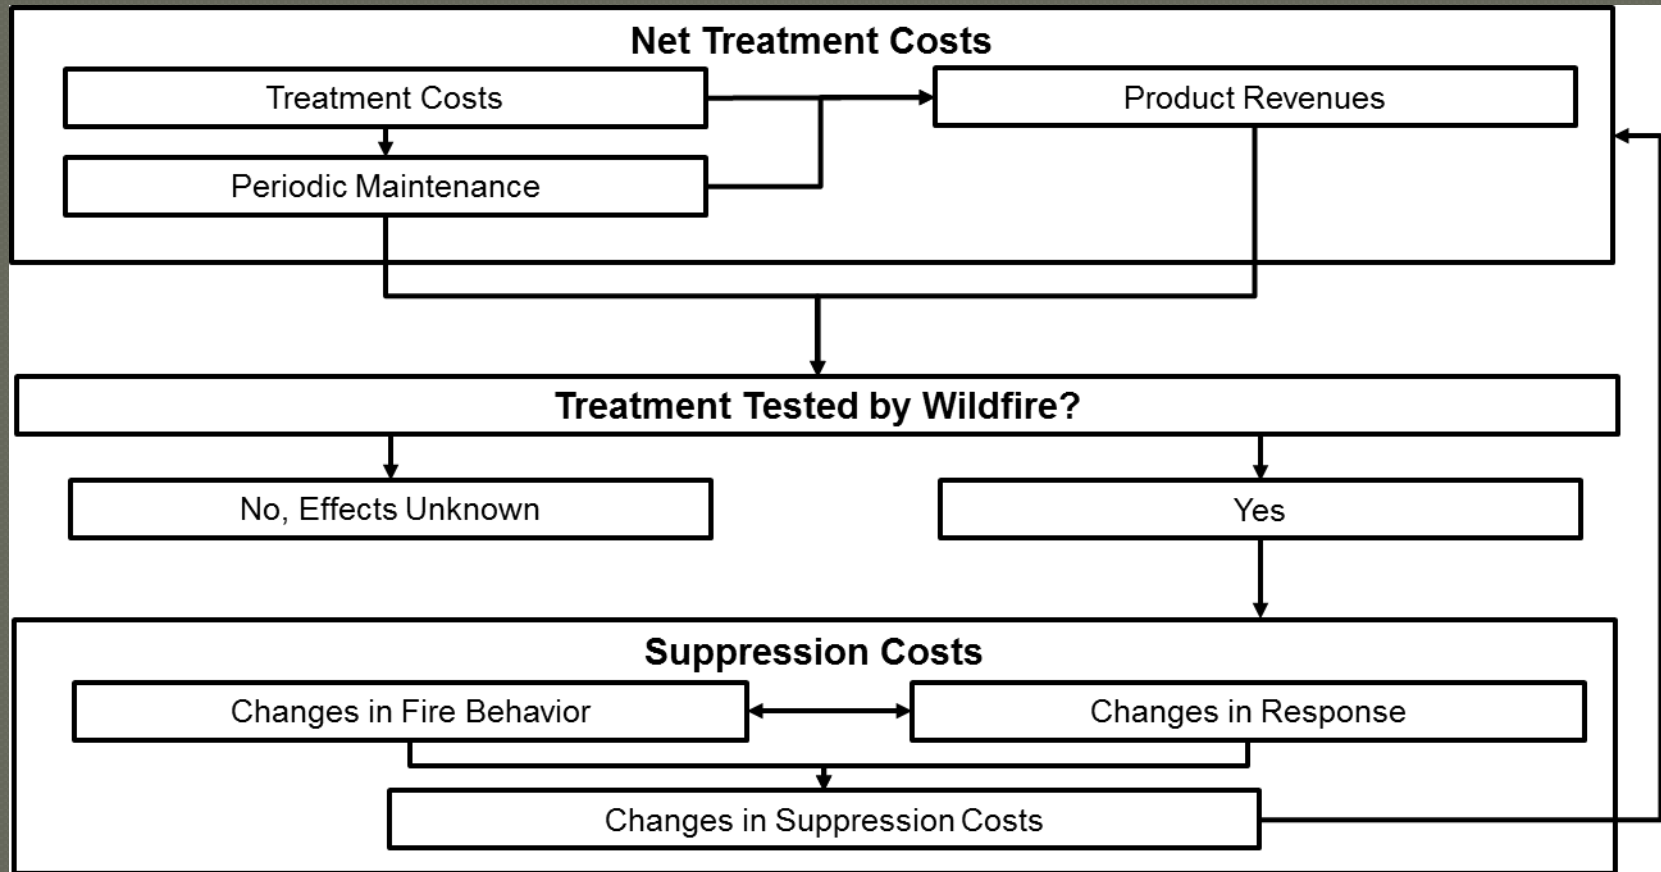 Net Treatment Costs
Treatment Costs
Product Revenues
Periodic Maintenance
Treatment Tested by Wildfire?
No, Effects Unknown
Yes
Suppression Costs
Changes in Fire Behavior
Changes in Response
Changes in Suppression Costs